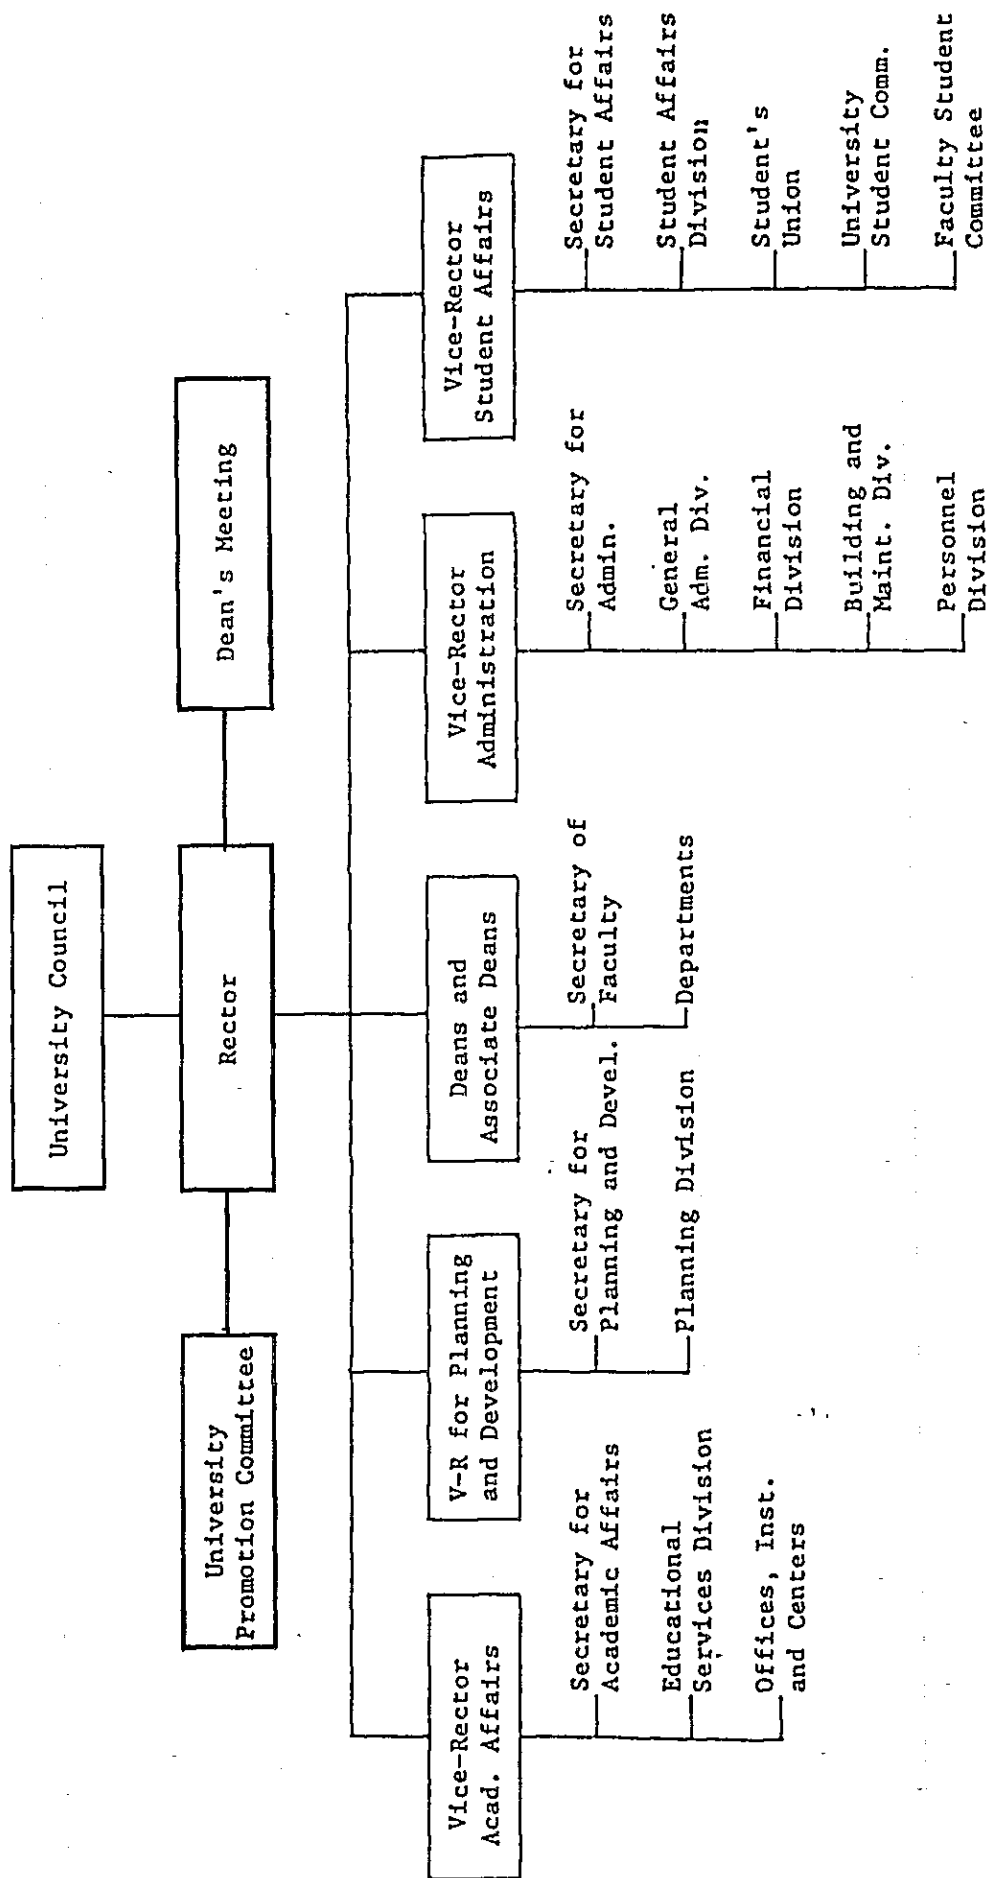 University Council
University
Promotion Committee
Rector
Dean's Meeting
Vice-Rector
Acad. Affairs
V-R for Planning
and Development
Deans and
Associate Deans
Vice-Rector
Administration
Vice-Rector
Student Affairs
Secretary for
Academic Affairs
Educational
Services Division
Offices, Inst.
and Centers
Secretary for
Planning and Devel.
Planning Division
Secretary of
Faculty
Departments
Secretary for
Admin.
General
Adm. Div.
Financial
Division
Building and
Maint. Div.
Personnel
Division
Secretary for
Student Affairs
Student Affairs
Division
Student's
Union
University
Student Comm.
Faculty Student
Committee